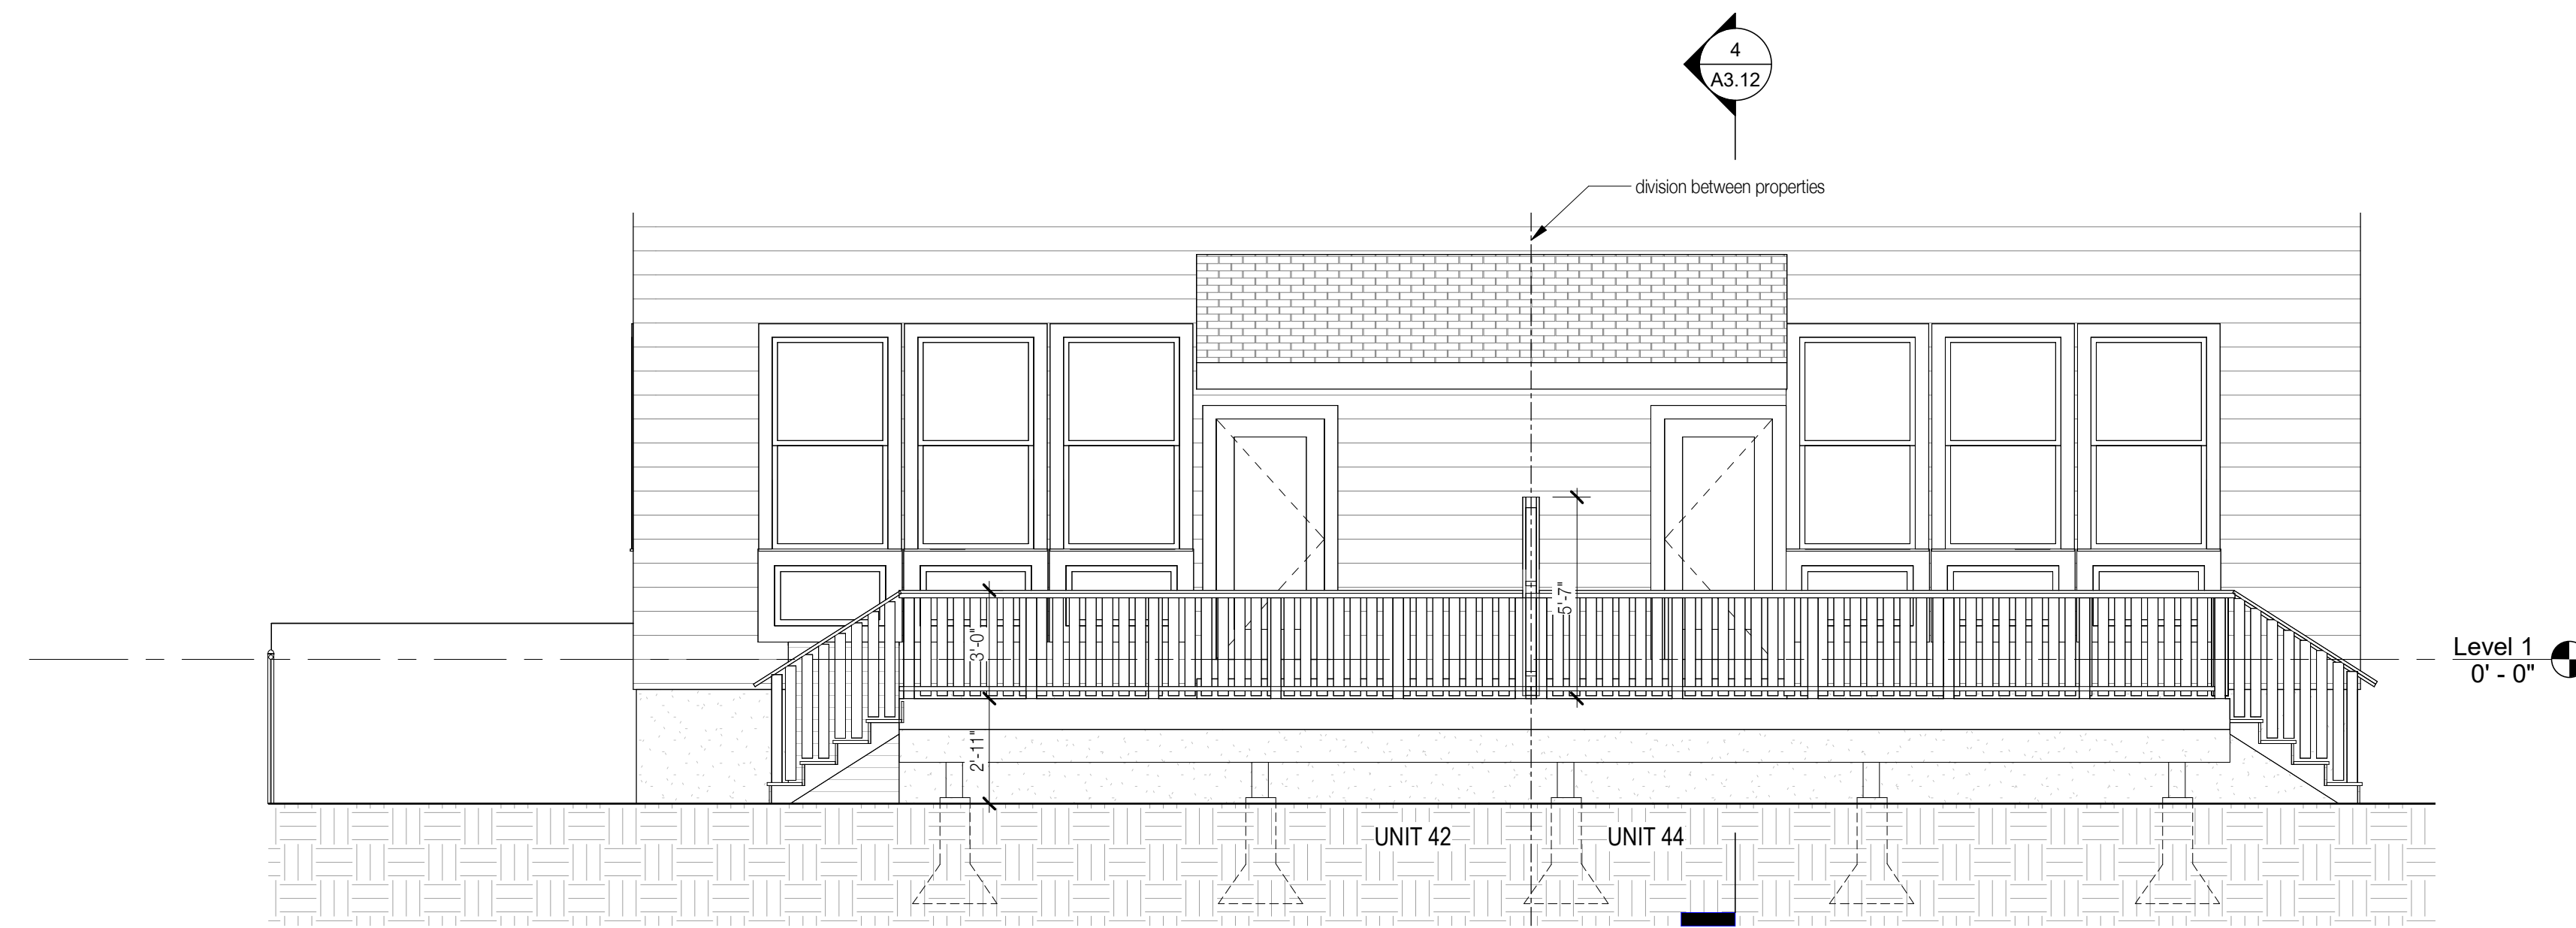 4
A3.12
division between properties
5'-7"
3'-0"
Level 1
0' - 0"
2'-11"
UNIT 42
UNIT 44